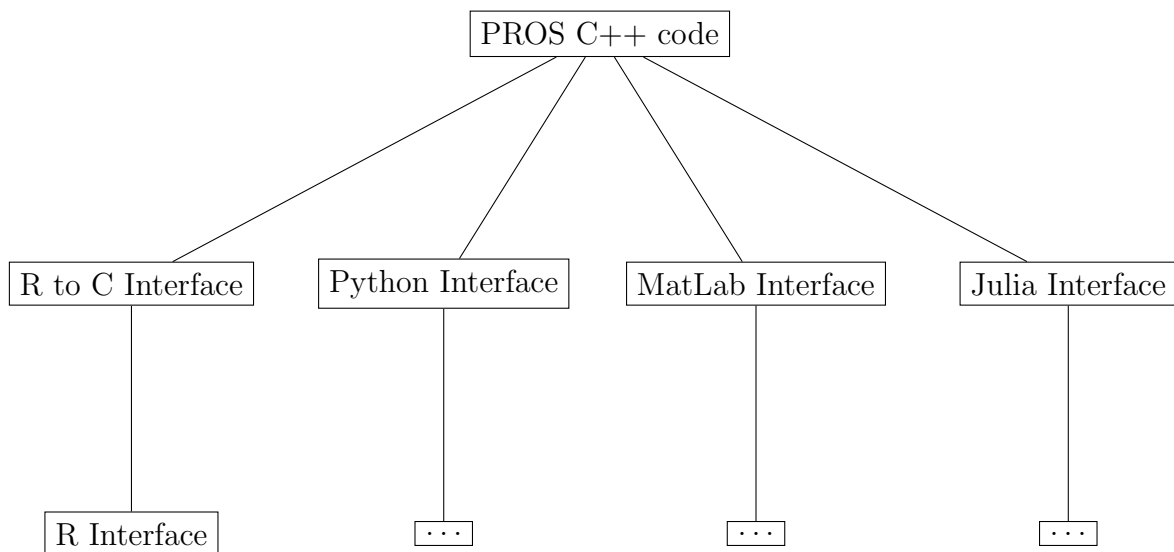 PROS C++ code
R to C Interface
Python Interface
MatLab Interface
Julia Interface
R Interface
···
···
···